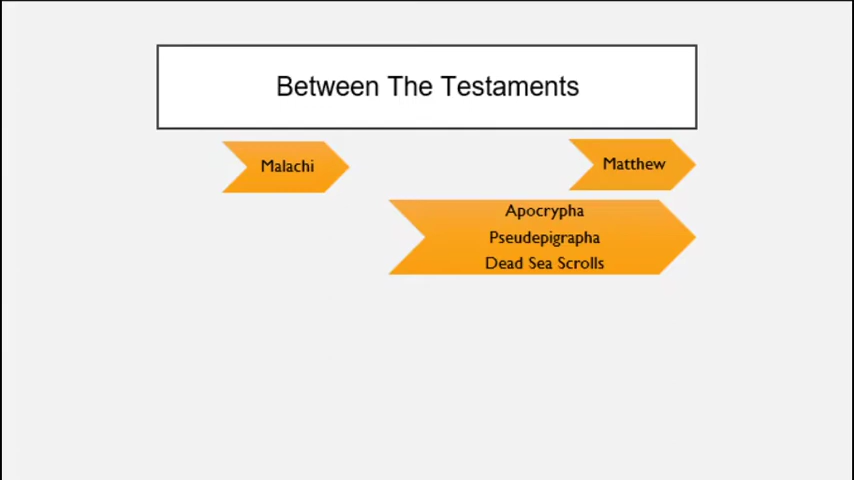 Between The Testaments
Malachi
Matthew
Apocrypha
Pseudepigrapha
Dead Sea Scrolls